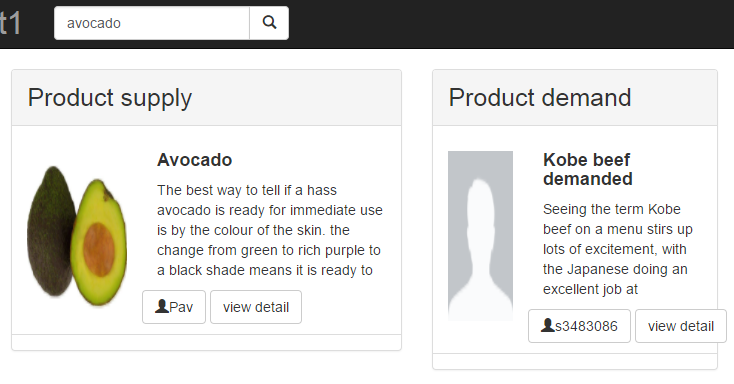 t1
avocado
Product supply
Avocado
The best way to tell if a hass
avocado is ready for immediate use
is by the colour of the skin. the
change from green to rich purple to
a black shade means it is ready to
Pav view detail
Product demand
Kobe beef
demanded
Seeing the term Kobe
beef on a menu stirs up
lots of excitement, with
the Japanese doing an
excellent job at
s3483086 view detail